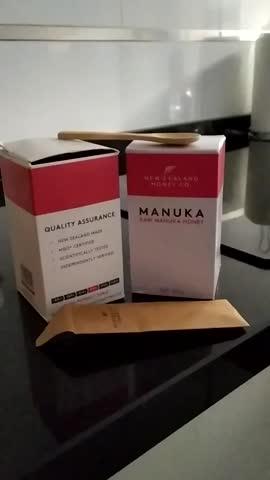 QUALITY ASSURANCE
NEW ZEALAND MADE
MGO™ CERTIFIED
SCIENTIFICALLY TESTED
INDEPENDENTLY VERIFIED
NEW ZEALAND
HONEY CO.
MANUKA
RAW MANUKA HONEY